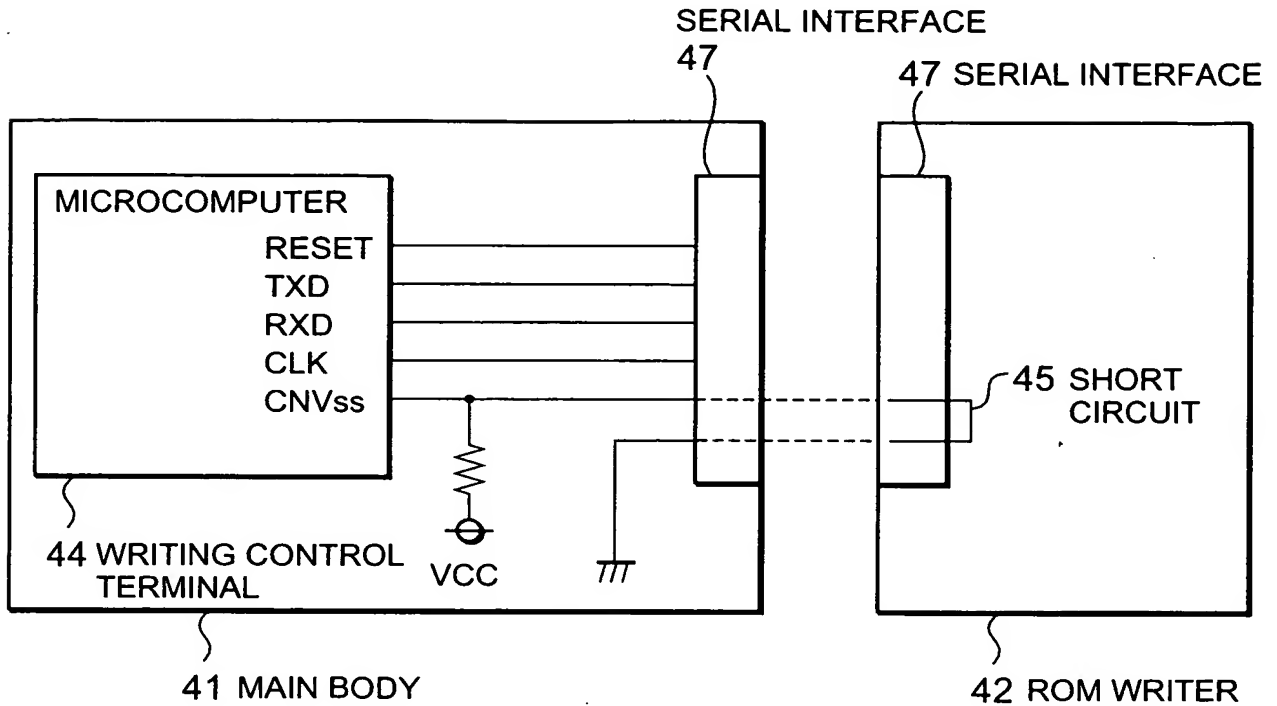 SERIAL INTERFACE
47
47 SERIAL INTERFACE
MICROCOMPUTER
RESET
TXD
RXD
CLK
CNVss
45 SHORT
CIRCUIT
44 WRITING CONTROL
TERMINAL
VCC
41 MAIN BODY
42 ROM WRITER